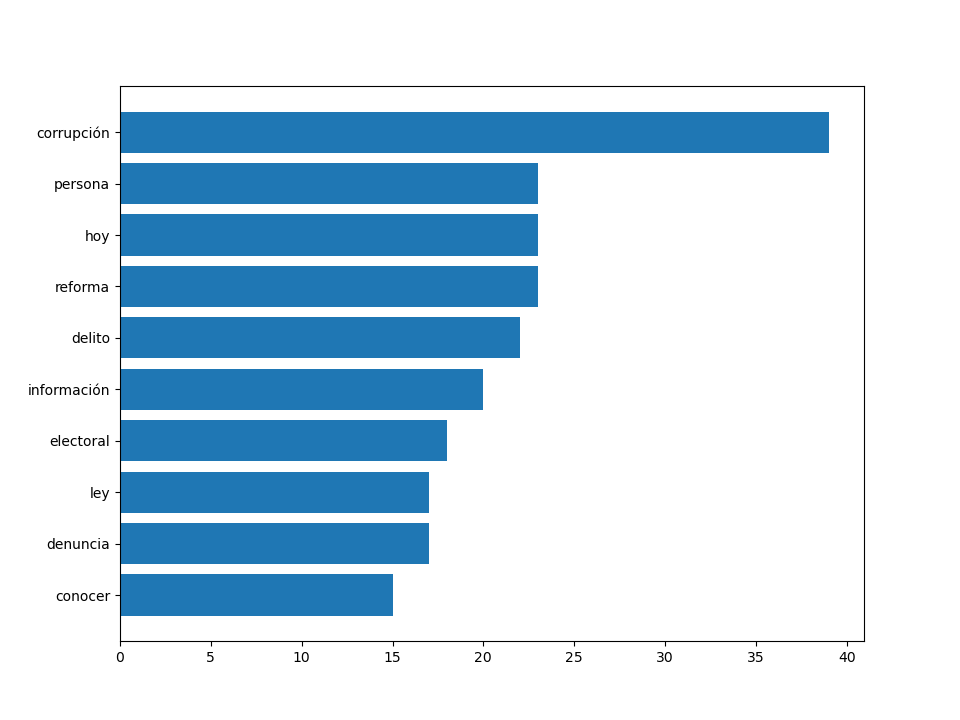 corrupción
persona
hoy
reforma
delito
información
electoral
ley
denuncia
conocer
0 5 10 15 20 25 30 35 40